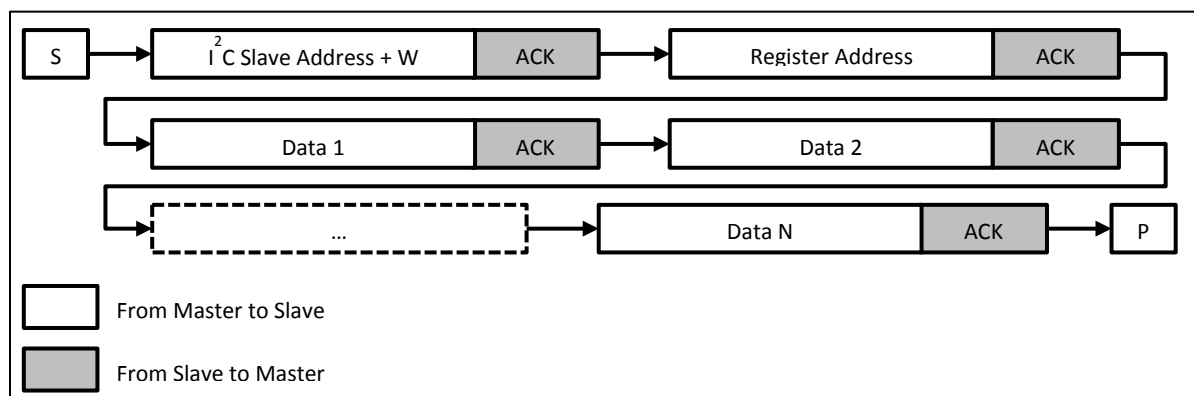 S I²C Slave Address + W ACK Register Address ACK
Data 1 ACK Data 2 ACK
... Data N ACK P
From Master to Slave
From Slave to Master